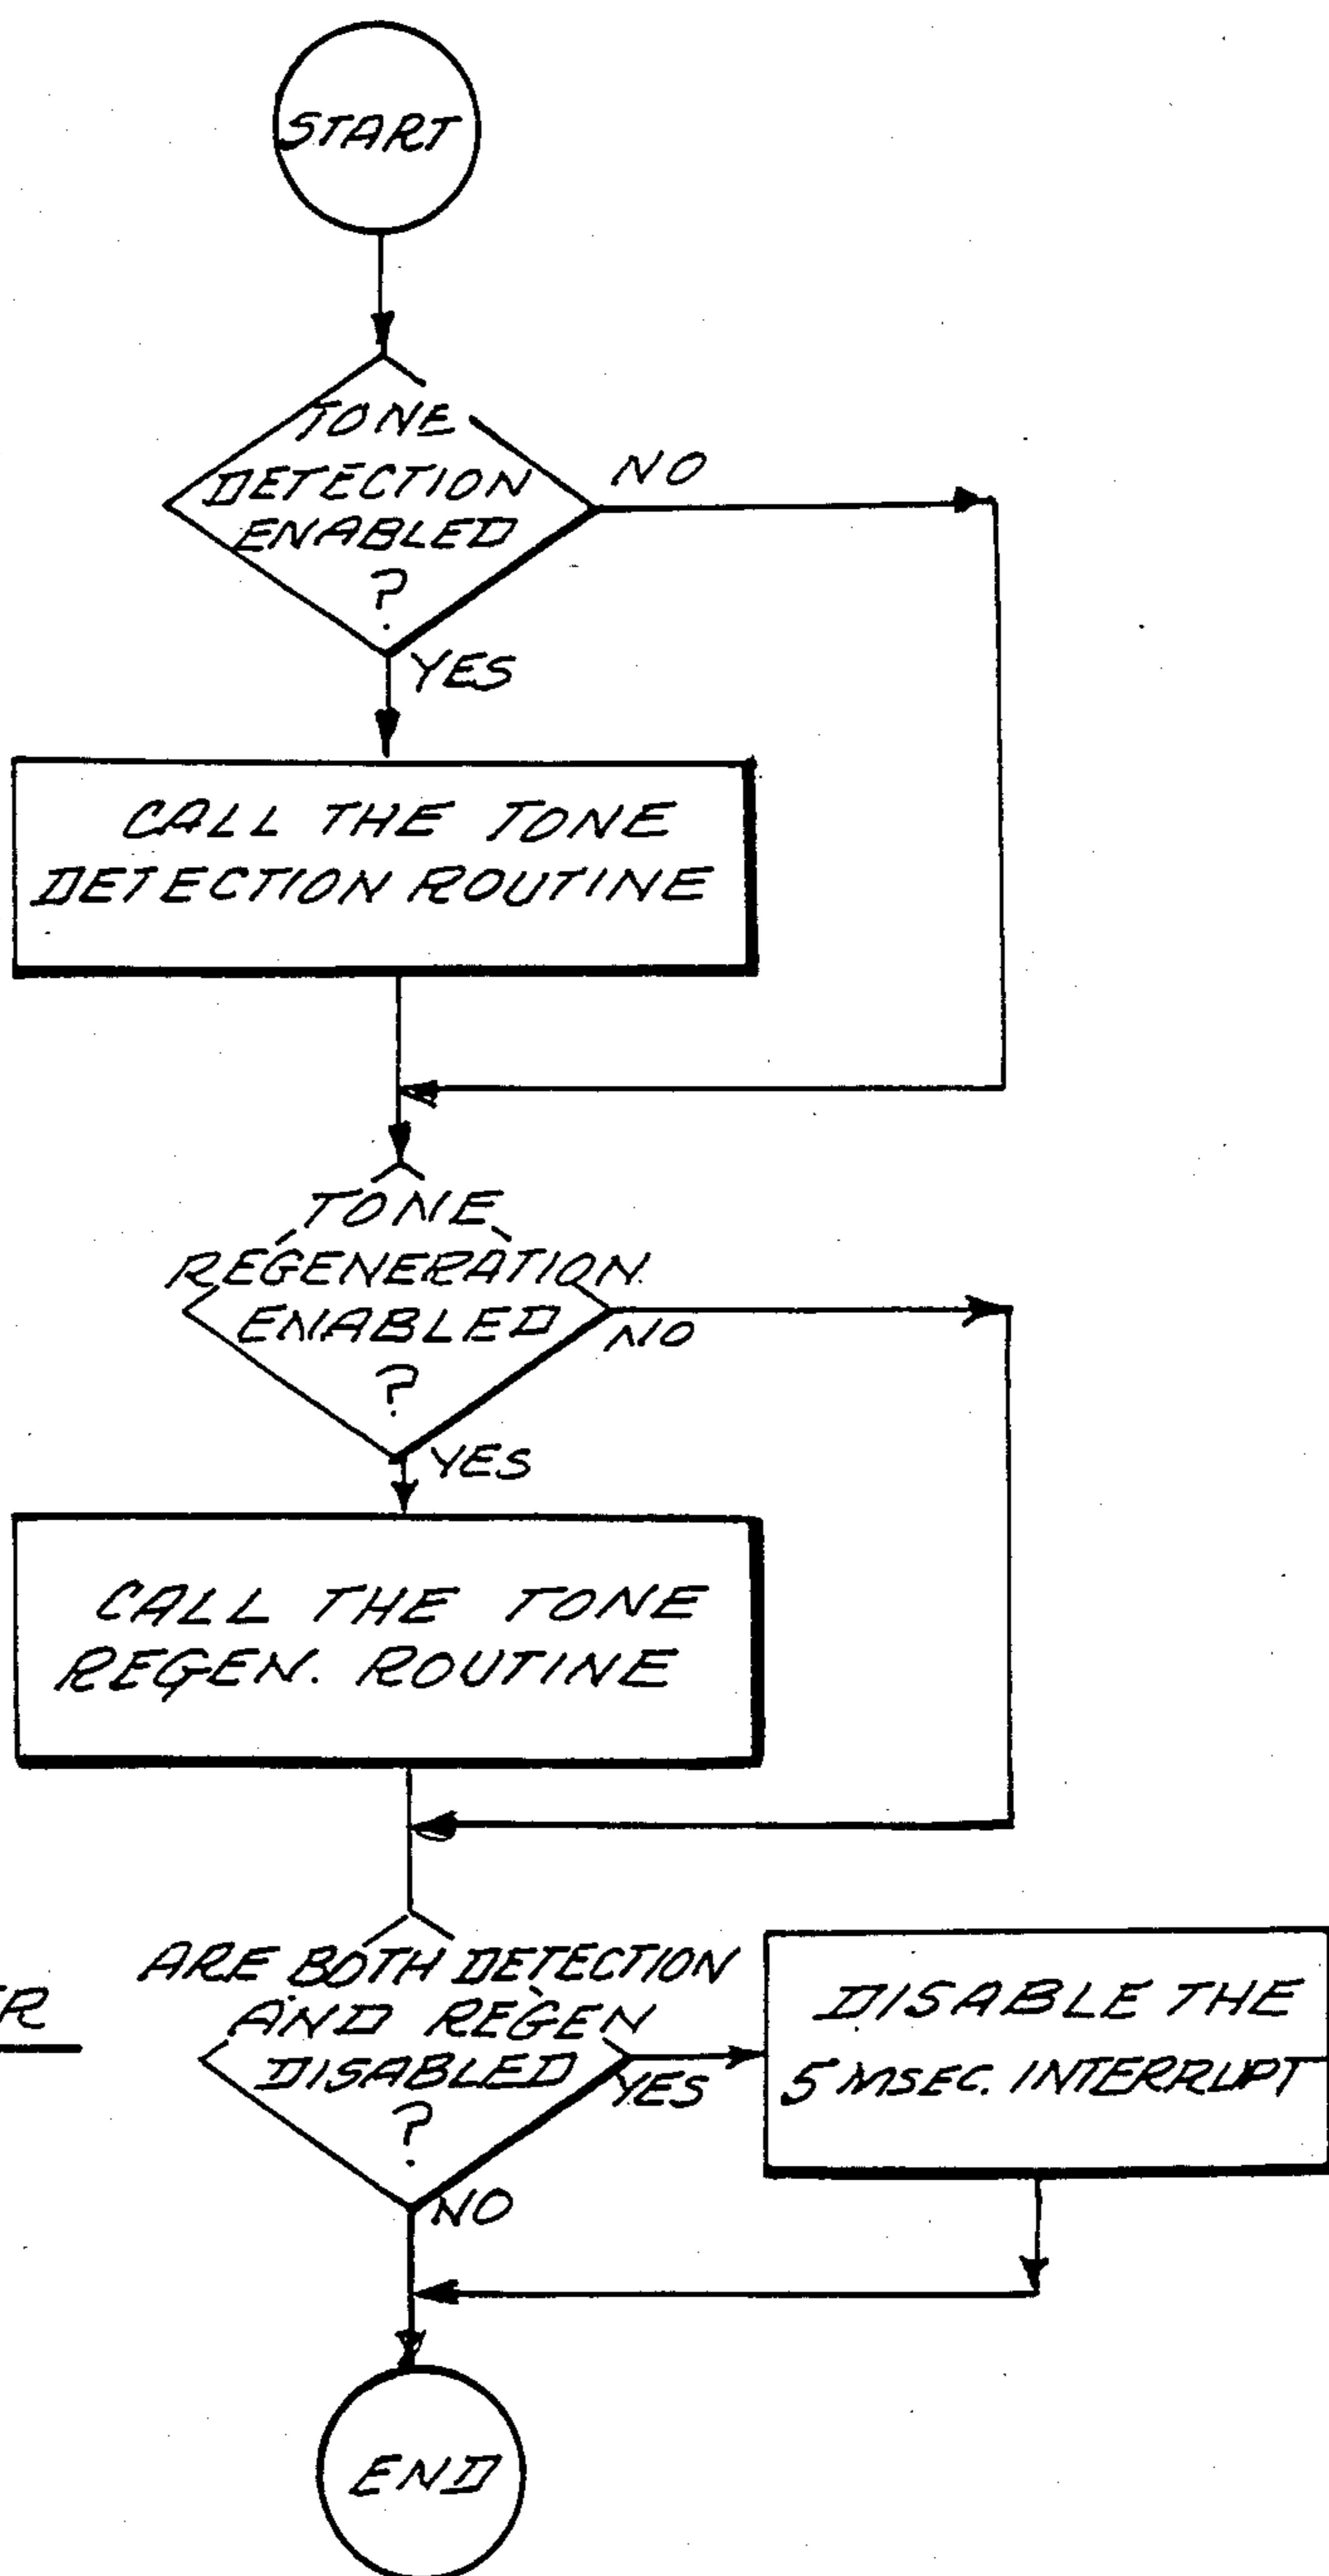 START
TONE
DETECTION
ENABLED
?
NO
YES
CALL THE TONE
DETECTION ROUTINE
TONE
REGENERATION
ENABLED
?
NO
YES
CALL THE TONE
REGEN. ROUTINE
ARE BOTH DETECTION
AND REGEN
DISABLED
?
YES
NO
DISABLE THE
5 MSEC. INTERRUPT
END